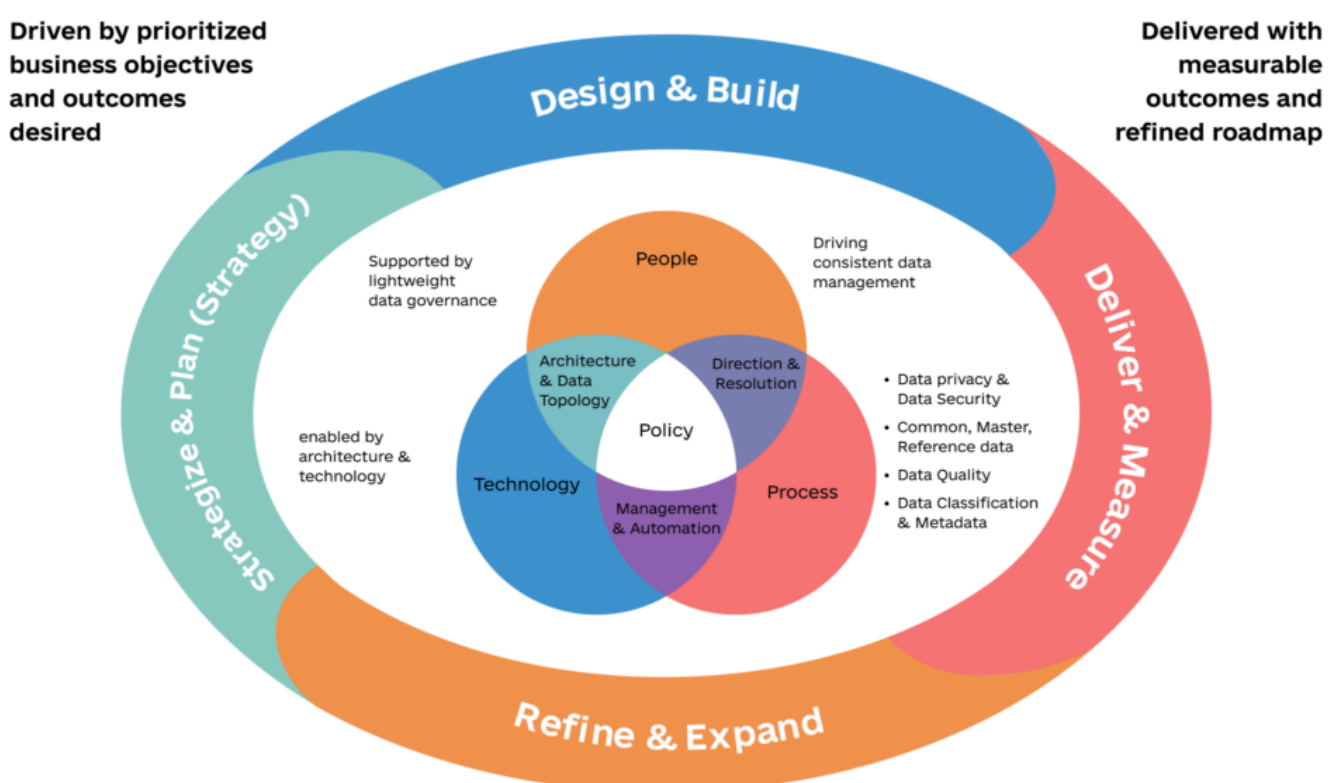 Driven by prioritized
business objectives
and outcomes
desired
Delivered with
measurable
outcomes and
refined roadmap
Design & Build
Strategize & Plan (Strategy)
Deliver & Measure
Refine & Expand
Supported by
lightweight
data governance
Driving
consistent data
management
enabled by
architecture &
technology
People
Architecture
& Data
Topology
Direction &
Resolution
Policy
Technology
Process
Management
& Automation
• Data privacy &
Data Security
• Common, Master,
Reference data
• Data Quality
• Data Classification
& Metadata